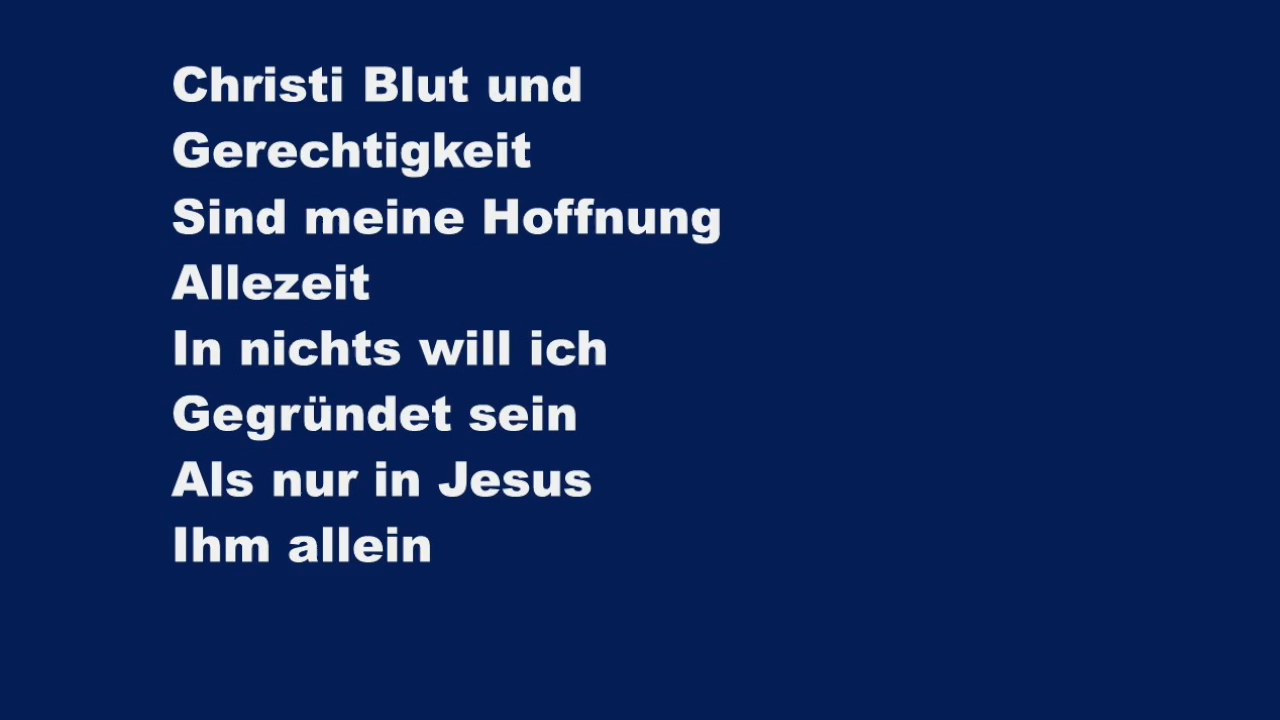 Christi Blut und
Gerechtigkeit
Sind meine Hoffnung
Allezeit
In nichts will ich
Gegründet sein
Als nur in Jesus
Ihm allein